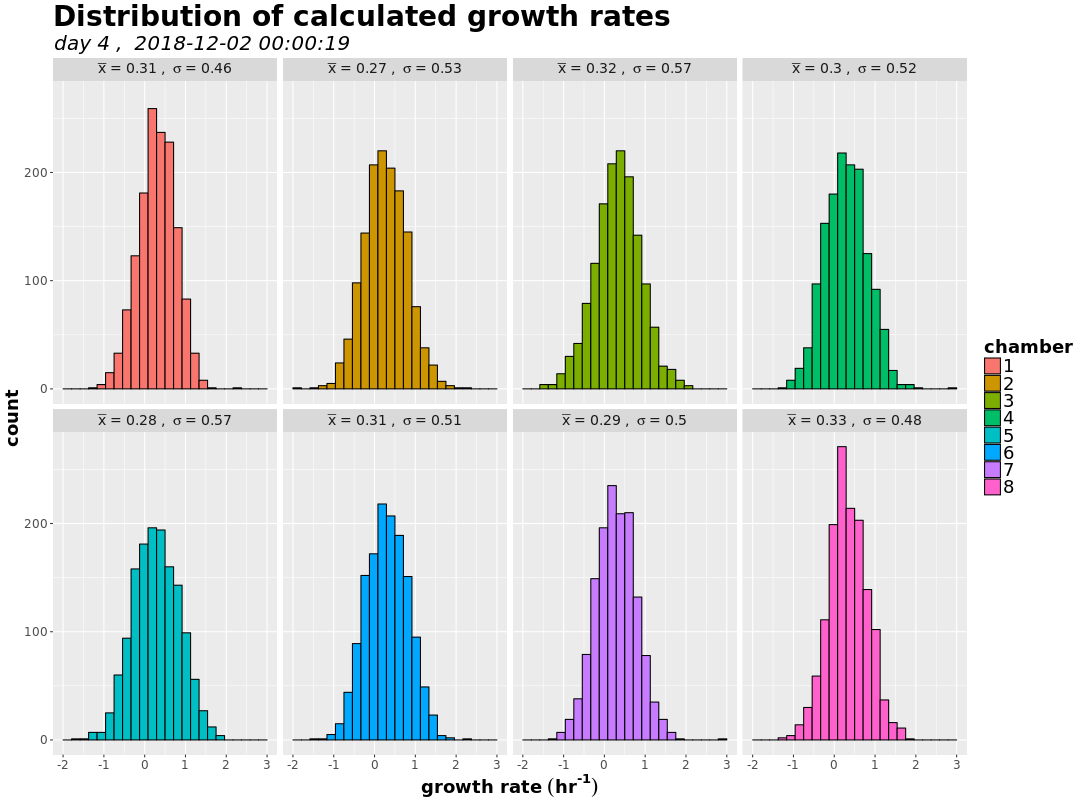 Distribution of calculated growth rates
day 4 , 2018-12-02 00:00:19
x̅ = 0.31 , σ = 0.46
x̅ = 0.27 , σ = 0.53
x̅ = 0.32 , σ = 0.57
x̅ = 0.3 , σ = 0.52
200
100
0
x̅ = 0.28 , σ = 0.57
x̅ = 0.31 , σ = 0.51
x̅ = 0.29 , σ = 0.5
x̅ = 0.33 , σ = 0.48
200
100
0
count
-2 -1 0 1 2 3
-2 -1 0 1 2 3
-2 -1 0 1 2 3
-2 -1 0 1 2 3
growth rate (hr⁻¹)
chamber
1
2
3
4
5
6
7
8